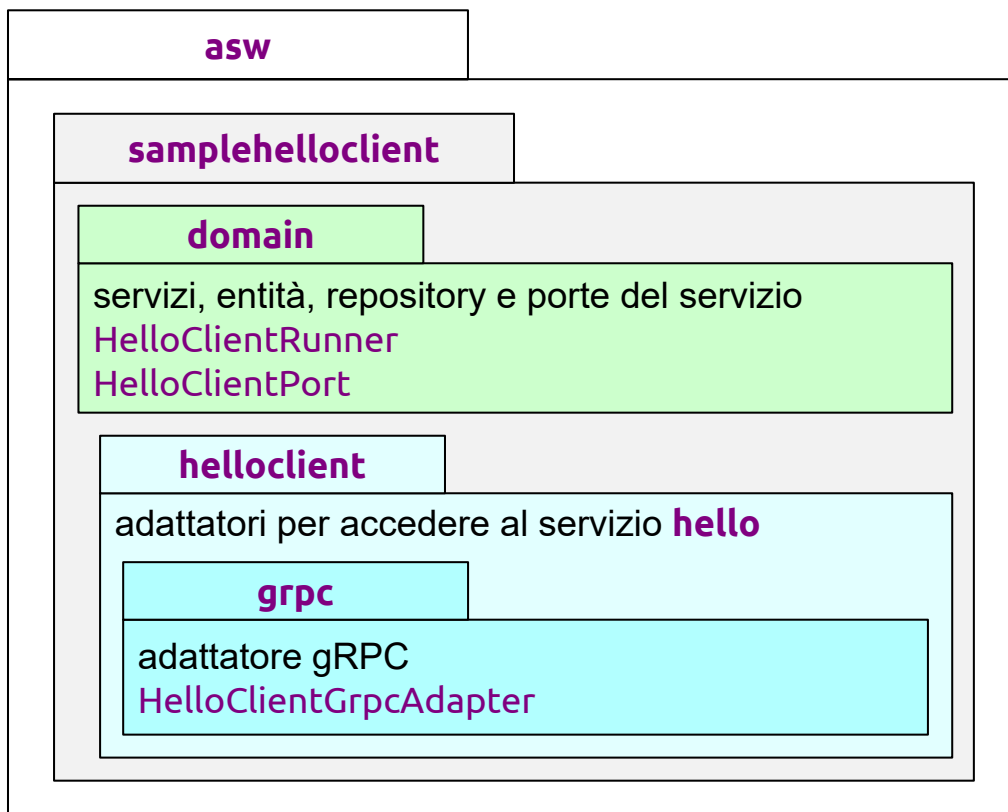 asw
samplehelloclient
domain
servizi, entità, repository e porte del servizio
HelloClientRunner
HelloClientPort
helloclient
adattatori per accedere al servizio hello
grpc
adattatore gRPC
HelloClientGrpcAdapter